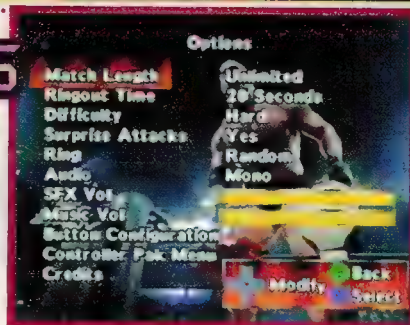 Options
Match Length Unlimited
Ringout Time 20 Seconds
Difficulty Hard
Surprise Attacks Yes
Ring Random
Audio Mono
SFX Vol
Music Vol
Button Configuration
Controller Pak Menu
Credits
Modify
Back
Select